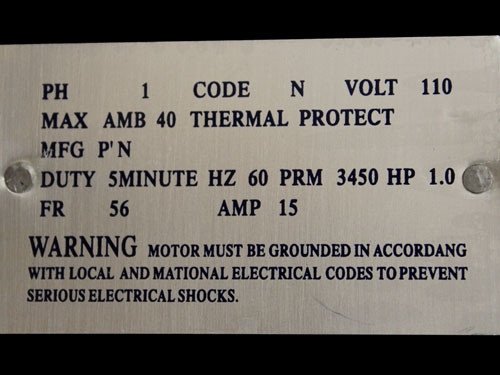 PH 1 CODE N VOLT 110
MAX AMB 40 THERMAL PROTECT
MFG P'N
DUTY 5MINUTE HZ 60 PRM 3450 HP 1.0
FR 56 AMP 15
WARNING MOTOR MUST BE GROUNDED IN ACCORDANG
WITH LOCAL AND MATIONAL ELECTRICAL CODES TO PREVENT
SERIOUS ELECTRICAL SHOCKS.